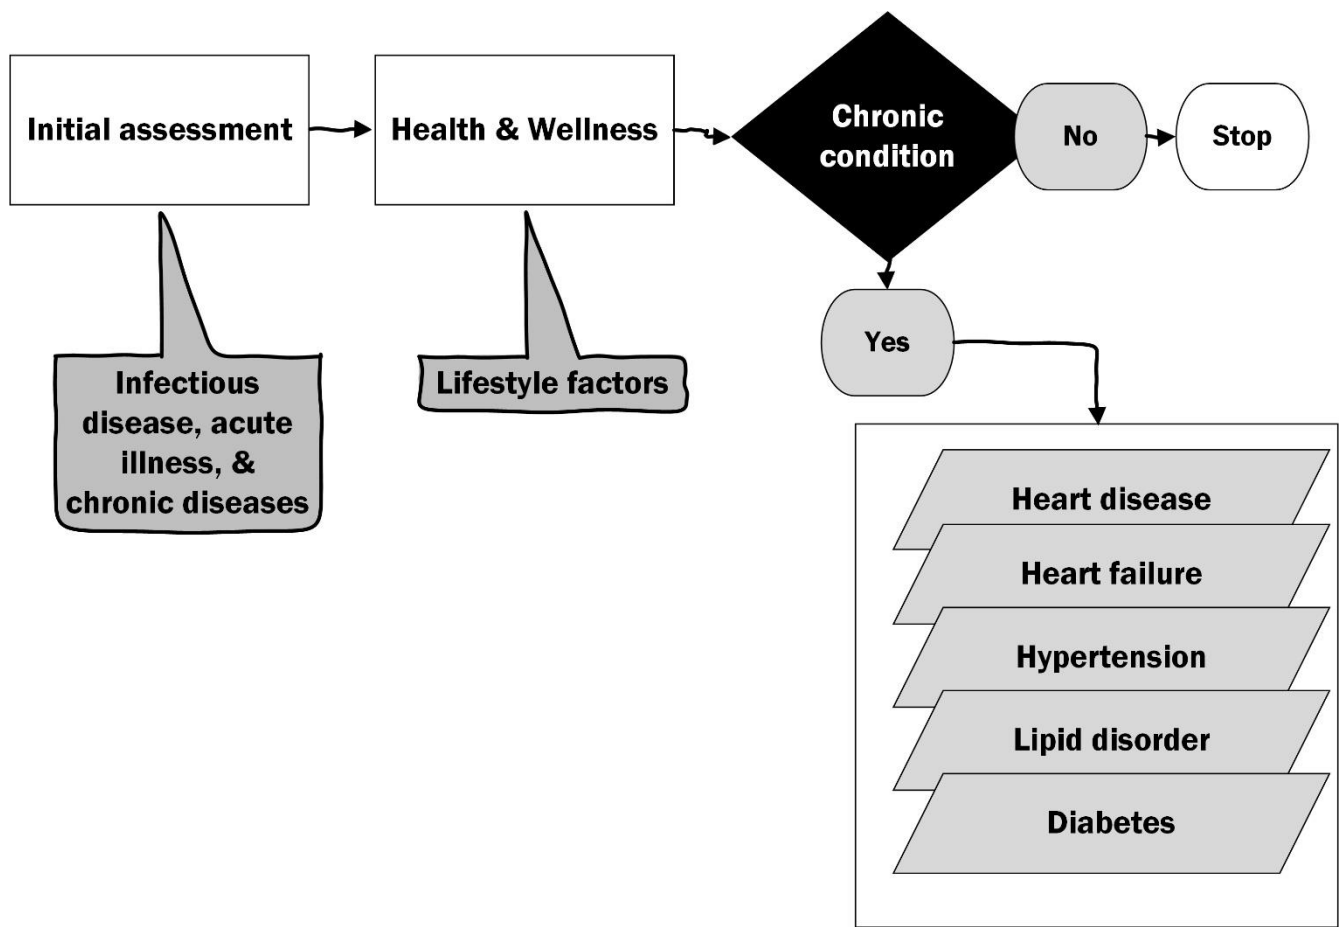 Initial assessment
Health & Wellness
Chronic
condition
No
Stop
Infectious
disease, acute
illness, &
chronic diseases
Lifestyle factors
Yes
Heart disease
Heart failure
Hypertension
Lipid disorder
Diabetes